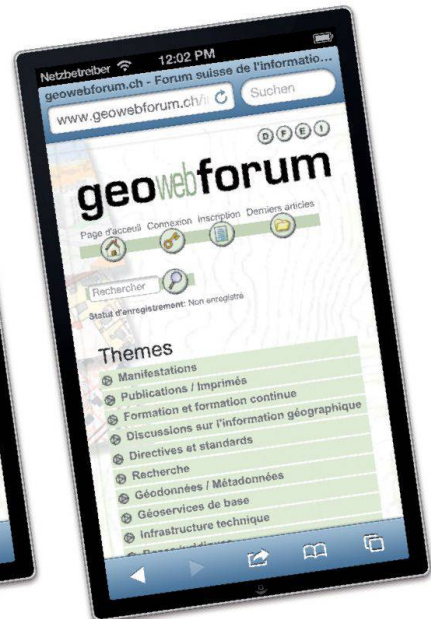 Netzbetreiber 12:02 PM
geowebforum.ch - Forum suisse de l'informatio...
www.geowebforum.ch/ Suchen
D F E I
geowebforum
Page d'acceuil Connexion Inscription Derniers articles
Rechercher
Statut d'enregistrement: Non enregistré
Themes
Manifestations
Publications / Imprimés
Formation et formation continue
Discussions sur l'information géographique
Directives et standards
Recherche
Géodonnées / Métadonnées
Géoservices de base
Infrastructure technique